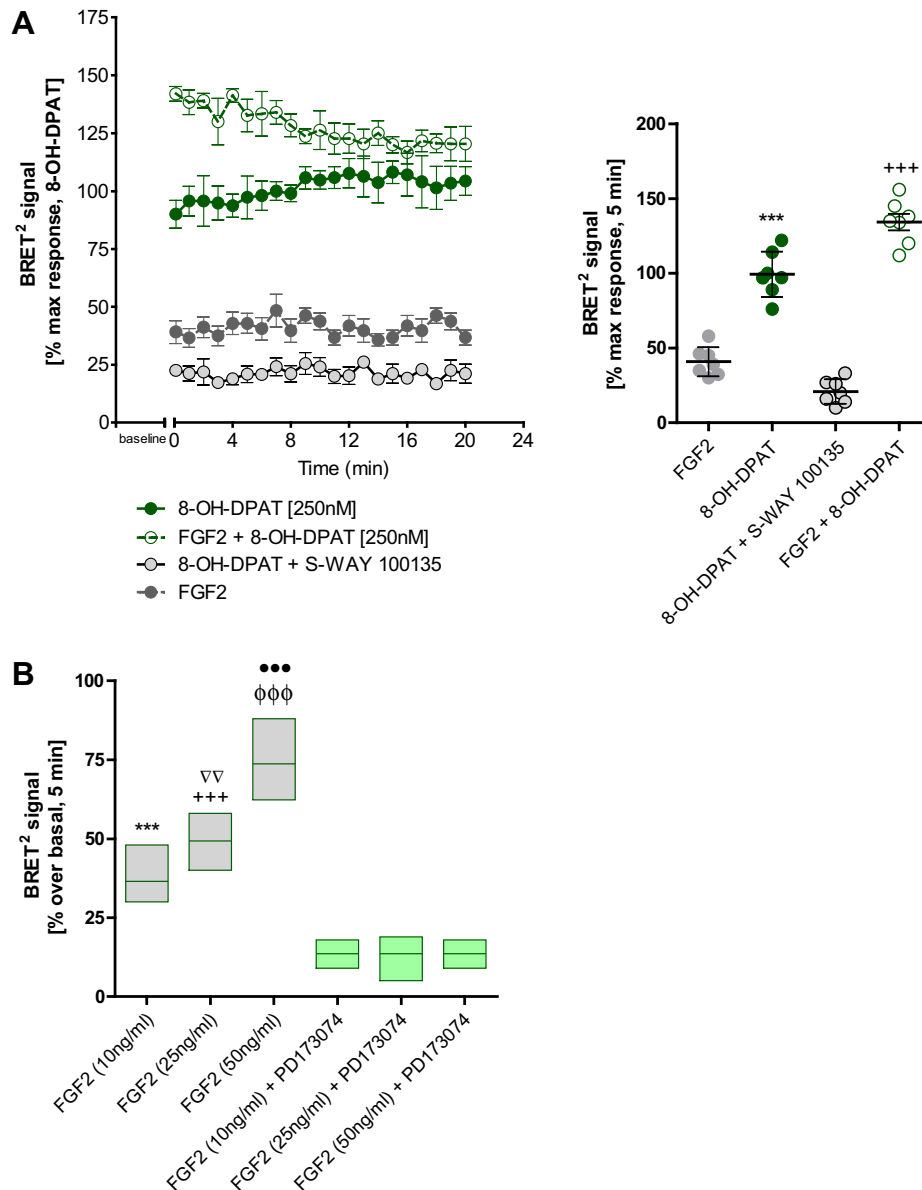 A
BRET² signal
[% max response, 8-OH-DPAT]
175
150
125
100
75
50
25
0
baseline
0
4
8
12
16
20
24
Time (min)
8-OH-DPAT [250nM]
FGF2 + 8-OH-DPAT [250nM]
8-OH-DPAT + S-WAY 100135
FGF2
BRET² signal
[% max response, 5 min]
200
150
100
50
0
***
+++
FGF2
8-OH-DPAT
8-OH-DPAT + S-WAY 100135
FGF2 + 8-OH-DPAT
B
BRET² signal
[% over basal, 5 min]
100
75
50
25
0
***
∇∇
+++
●●●
ϕϕϕ
FGF2 (10ng/ml)
FGF2 (25ng/ml)
FGF2 (50ng/ml)
FGF2 (10ng/ml) + PD173074
FGF2 (25ng/ml) + PD173074
FGF2 (50ng/ml) + PD173074